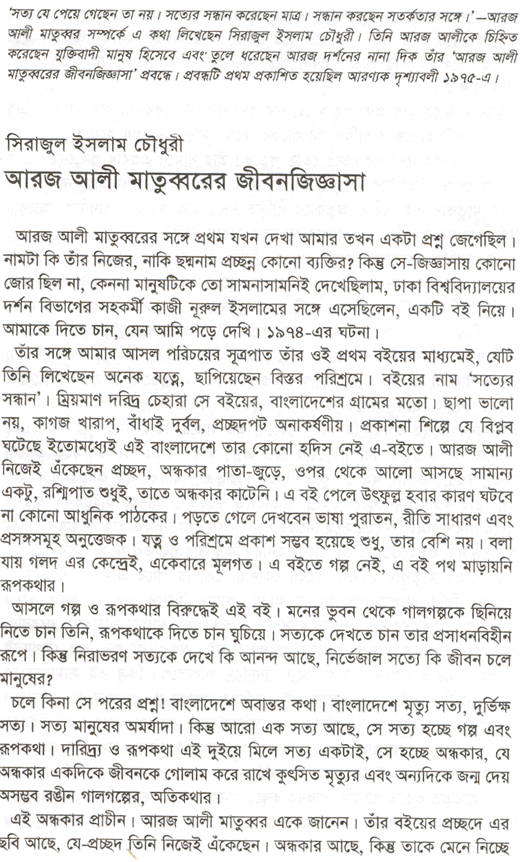 ‘সত্য যে পেয়ে গেছেন তা নয়। সত্যের সন্ধান করেছেন মাত্র। সন্ধান করছেন সতর্কতার সঙ্গে।’—আরজ
আলী মাতুব্বর সম্পর্কে এ কথা লিখেছেন সিরাজুল ইসলাম চৌধুরী। তিনি আরজ আলীকে চিহ্নিত
করেছেন যুক্তিবাদী মানুষ হিসেবে এবং তুলে ধরেছেন আরজ দর্শনের নানা দিক তাঁর ‘আরজ আলী
মাতুব্বরের জীবনজিজ্ঞাসা’ প্রবন্ধে। প্রবন্ধটি প্রথম প্রকাশিত হয়েছিল আরণ্যক দৃশ্যাবলী ১৯৭৫-এ।
সিরাজুল ইসলাম চৌধুরী
আরজ আলী মাতুব্বরের জীবনজিজ্ঞাসা
আরজ আলী মাতুব্বরের সঙ্গে প্রথম যখন দেখা আমার তখন একটা প্রশ্ন জেগেছিল।
নামটা কি তাঁর নিজের, নাকি ছদ্মনাম প্রচ্ছন্ন কোনো ব্যক্তির? কিন্তু সে-জিজ্ঞাসায় কোনো
জোর ছিল না, কেননা মানুষটিকে তো সামনাসামনিই দেখেছিলাম, ঢাকা বিশ্ববিদ্যালয়ের
দর্শন বিভাগের সহকর্মী কাজী নূরুল ইসলামের সঙ্গে এসেছিলেন, একটি বই নিয়ে।
আমাকে দিতে চান, যেন আমি পড়ে দেখি। ১৯৭৪-এর ঘটনা।
তাঁর সঙ্গে আমার আসল পরিচয়ের সূত্রপাত তাঁর ওই প্রথম বইয়ের মাধ্যমেই, যেটি
তিনি লিখেছেন অনেক যত্নে, ছাপিয়েছেন বিস্তর পরিশ্রমে। বইয়ের নাম ‘সত্যের
সন্ধান’। ম্রিয়মাণ দরিদ্র চেহারা সে বইয়ের, বাংলাদেশের গ্রামের মতো। ছাপা ভালো
নয়, কাগজ খারাপ, বাঁধাই দুর্বল, প্রচ্ছদপট অনাকর্ষণীয়। প্রকাশনা শিল্পে যে বিপ্লব
ঘটেছে ইতোমধ্যেই এই বাংলাদেশে তার কোনো হদিস নেই এ-বইতে। আরজ আলী
নিজেই এঁকেছেন প্রচ্ছদ, অন্ধকার পাতা-জুড়ে, ওপর থেকে আলো আসছে সামান্য
একটু, রশ্মিপাত শুধুই, তাতে অন্ধকার কাটেনি। এ বই পেলে উৎফুল্ল হবার কারণ ঘটবে
না কোনো আধুনিক পাঠকের। পড়তে গেলে দেখবেন ভাষা পুরাতন, রীতি সাধারণ এবং
প্রসঙ্গসমূহ অনুত্তেজক। যত্ন ও পরিশ্রমে প্রকাশ সম্ভব হয়েছে শুধু, তার বেশি নয়। বলা
যায় গলদ এর কেন্দ্রেই, একেবারে মূলগত। এ বইতে গল্প নেই, এ বই পথ মাড়ায়নি
রূপকথার।
আসলে গল্প ও রূপকথার বিরুদ্ধেই এই বই। মনের ভুবন থেকে গালগল্পকে ছিনিয়ে
নিতে চান তিনি, রূপকথাকে দিতে চান ঘুচিয়ে। সত্যকে দেখতে চান তার প্রসাধনবিহীন
রূপে। কিন্তু নিরাভরণ সত্যকে দেখে কি আনন্দ আছে, নির্ভেজাল সত্যে কি জীবন চলে
মানুষের?
চলে কিনা সে পরের প্রশ্ন! বাংলাদেশে অবান্তর কথা। বাংলাদেশে মৃত্যু সত্য, দুর্ভিক্ষ
সত্য। সত্য মানুষের অমর্যাদা। কিন্তু আরো এক সত্য আছে, সে সত্য হচ্ছে গল্প এবং
রূপকথা। দারিদ্র্য ও রূপকথা এই দুইয়ে মিলে সত্য একটাই, সে হচ্ছে অন্ধকার, যে
অন্ধকার একদিকে জীবনকে গোলাম করে রাখে কুৎসিত মৃত্যুর এবং অন্যদিকে জন্ম দেয়
অসম্ভব রঙীন গালগল্পের, অতিকথার।
এই অন্ধকার প্রাচীন। আরজ আলী মাতুব্বর একে জানেন। তাঁর বইয়ের প্রচ্ছদে এর
ছবি আছে, যে-প্রচ্ছদ তিনি নিজেই এঁকেছেন। অন্ধকার আছে, কিন্তু তাকে মেনে নিচ্ছে